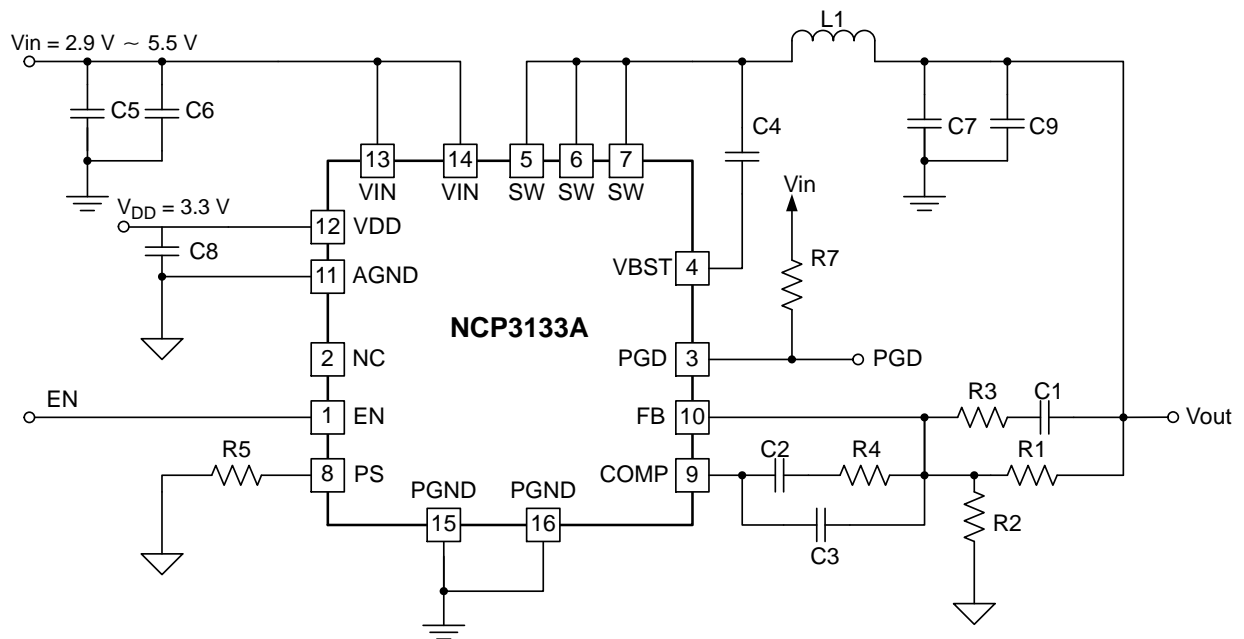 L1
Vin = 2.9 V ~ 5.5 V
C5
C6
C4
C7
C9
13
14
5
6
7
VIN
VIN
SW
SW
SW
Vin
V_DD = 3.3 V
12
VDD
C8
11
AGND
VBST
4
R7
NCP3133A
2
NC
PGD
3
PGD
EN
1
EN
FB
10
R3
C1
Vout
R5
8
PS
COMP
9
C2
R4
R1
PGND
PGND
15
16
C3
R2